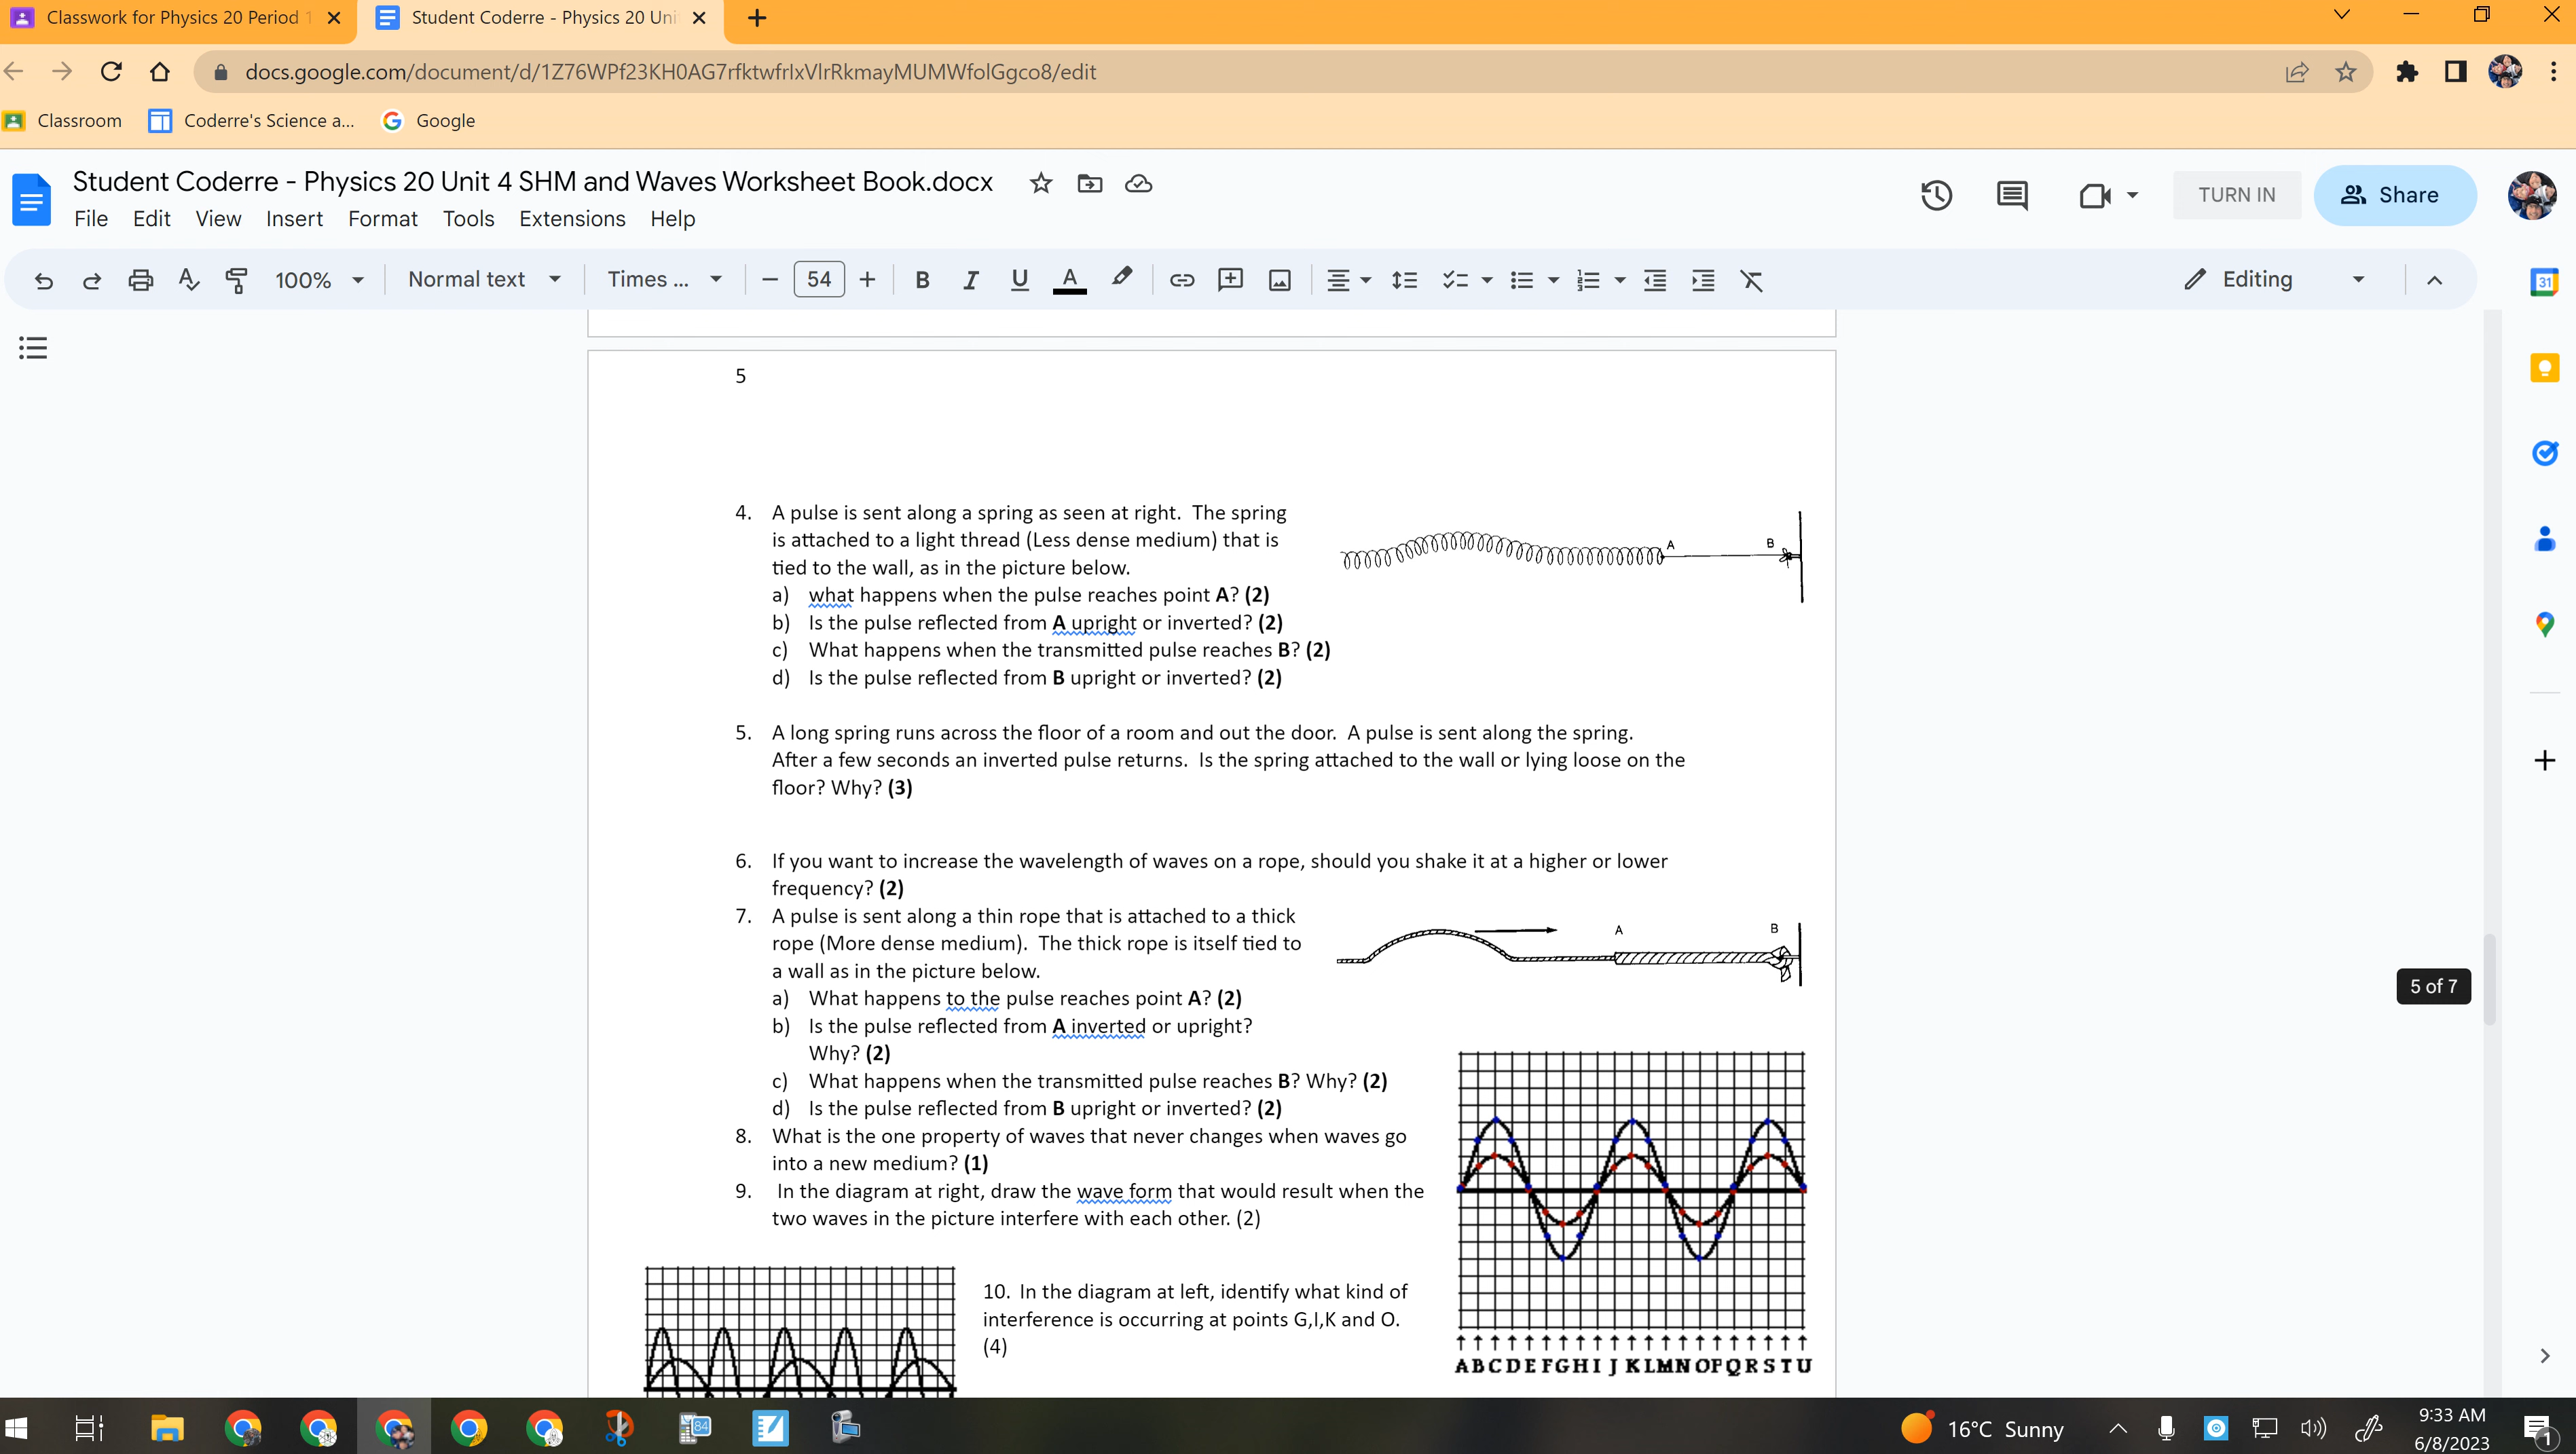 Classwork for Physics 20 Period 1
Student Coderre - Physics 20 Uni
docs.google.com/document/d/1Z76WPf23KH0AG7rfktwfrlxVlrRkmayMUMWfolGgco8/edit
Classroom
Coderre's Science a...
Google
Student Coderre - Physics 20 Unit 4 SHM and Waves Worksheet Book.docx
File Edit View Insert Format Tools Extensions Help
TURN IN
Share
100%
Normal text
Times ...
54
B I U A
Editing
31
5
4. A pulse is sent along a spring as seen at right. The spring
is attached to a light thread (Less dense medium) that is
tied to the wall, as in the picture below.
a) what happens when the pulse reaches point A? (2)
b) Is the pulse reflected from A upright or inverted? (2)
c) What happens when the transmitted pulse reaches B? (2)
d) Is the pulse reflected from B upright or inverted? (2)
A B
5. A long spring runs across the floor of a room and out the door. A pulse is sent along the spring.
After a few seconds an inverted pulse returns. Is the spring attached to the wall or lying loose on the
floor? Why? (3)
6. If you want to increase the wavelength of waves on a rope, should you shake it at a higher or lower
frequency? (2)
7. A pulse is sent along a thin rope that is attached to a thick
rope (More dense medium). The thick rope is itself tied to
a wall as in the picture below.
a) What happens to the pulse reaches point A? (2)
b) Is the pulse reflected from A inverted or upright?
Why? (2)
c) What happens when the transmitted pulse reaches B? Why? (2)
d) Is the pulse reflected from B upright or inverted? (2)
A B
8. What is the one property of waves that never changes when waves go
into a new medium? (1)
9. In the diagram at right, draw the wave form that would result when the
two waves in the picture interfere with each other. (2)
10. In the diagram at left, identify what kind of
interference is occurring at points G,I,K and O.
(4)
A B C D E F G H I J K L M N O P Q R S T U
5 of 7
84
16°C Sunny
9:33 AM
6/8/2023
1